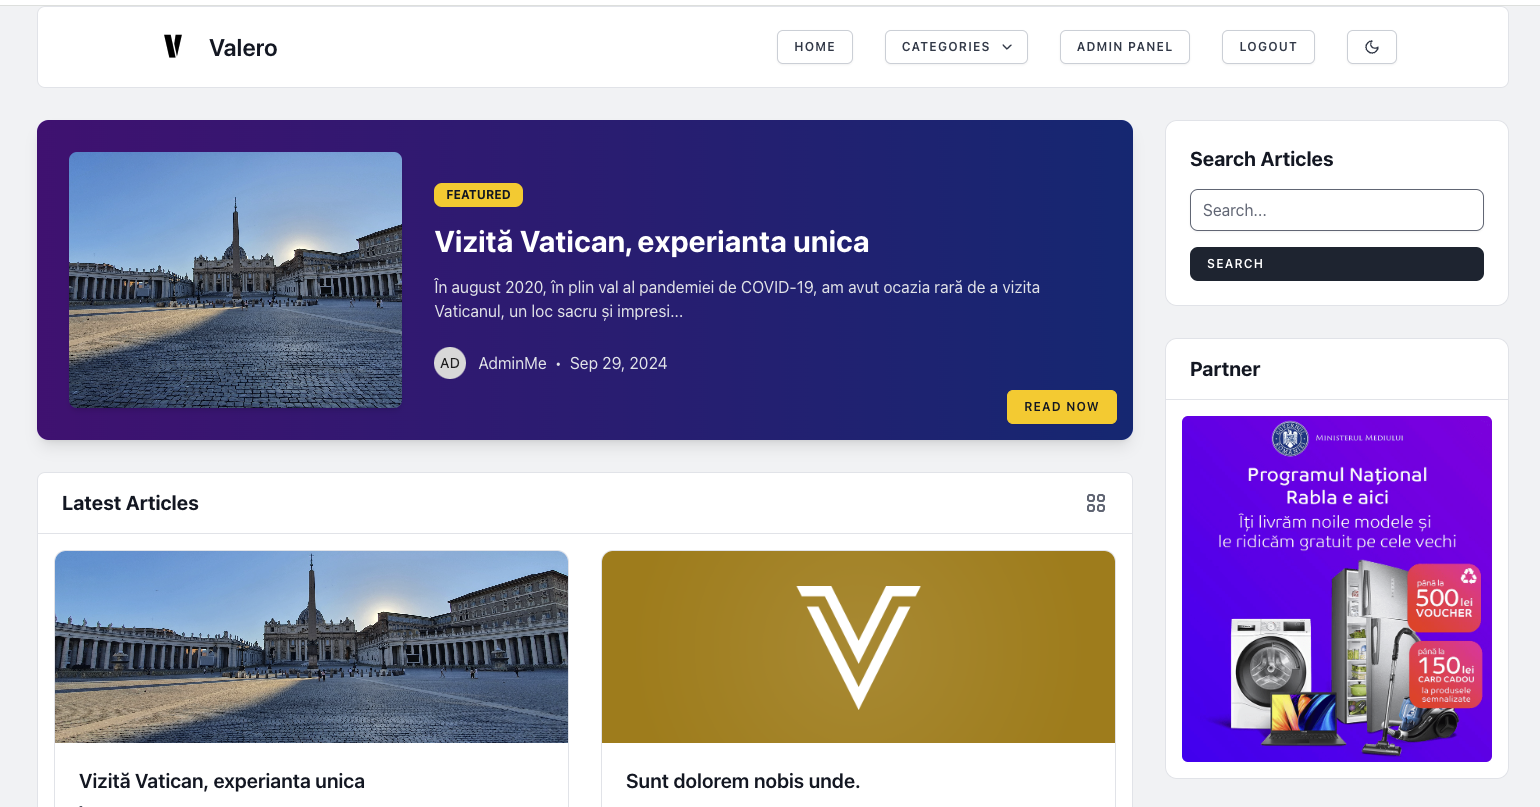 Valero
HOME
CATEGORIES
ADMIN PANEL
LOGOUT
FEATURED
Vizită Vatican, experianta unica
În august 2020, în plin val al pandemiei de COVID-19, am avut ocazia rară de a vizita
Vaticanul, un loc sacru și impresi...
AD
AdminMe • Sep 29, 2024
READ NOW
Search Articles
Search...
SEARCH
Partner
MINISTERUL MEDIULUI
Programul Național
Rabla e aici
Îți livrăm noile modele și
le ridicăm gratuit pe cele vechi
până la
500 lei
VOUCHER
până la
150 lei
CARD CADOU
la produsele
semnalizate
Latest Articles
Vizită Vatican, experianta unica
Sunt dolorem nobis unde.